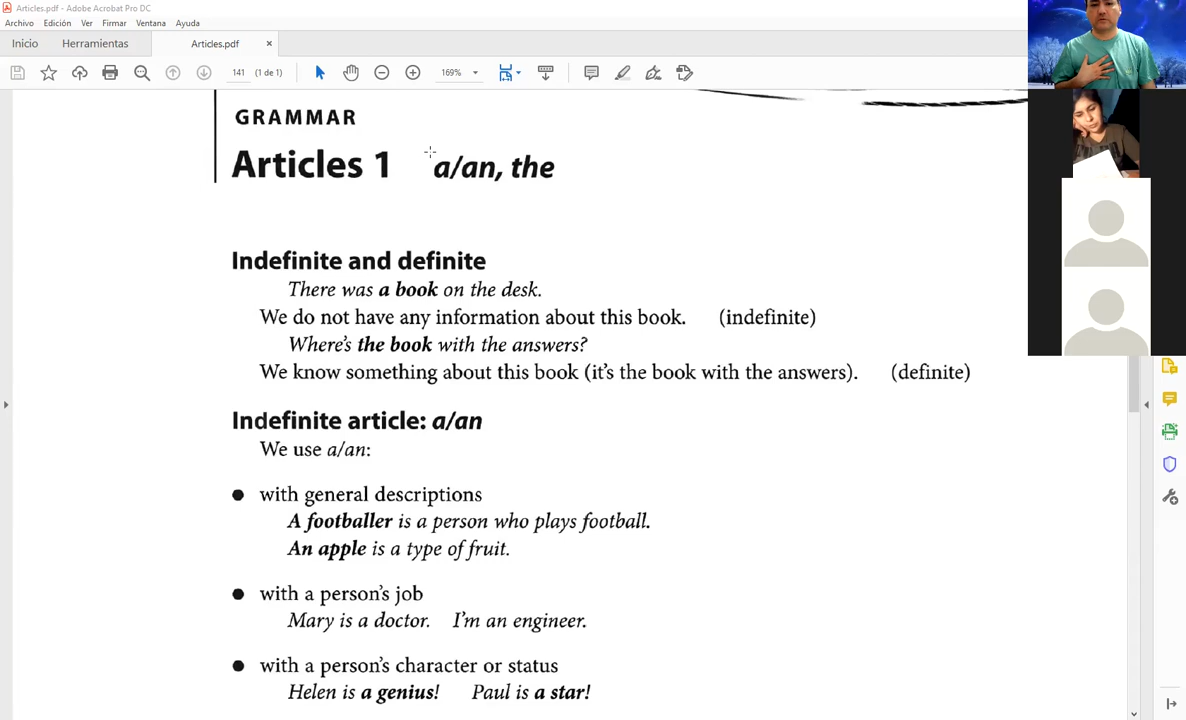 Articles.pdf - Adobe Acrobat Pro DC
Archivo Edición Ver Firmar Ventana Ayuda
Inicio Herramientas Articles.pdf ×
141 (1 de 1) 169%
GRAMMAR
Articles 1 a/an, the
Indefinite and definite
There was a book on the desk.
We do not have any information about this book. (indefinite)
Where's the book with the answers?
We know something about this book (it's the book with the answers). (definite)
Indefinite article: a/an
We use a/an:
● with general descriptions
A footballer is a person who plays football.
An apple is a type of fruit.
● with a person's job
Mary is a doctor. I'm an engineer.
● with a person's character or status
Helen is a genius! Paul is a star!